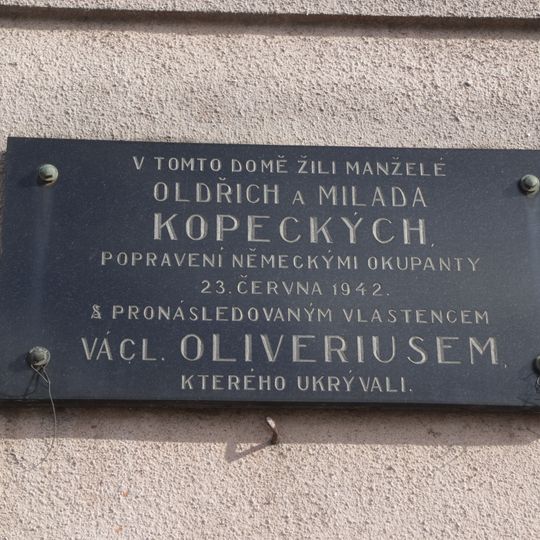 V TOMTO DOMĚ ŽILI MANŽELÉ
OLDŘICH A MILADA
KOPECKÝCH,
POPRAVENÍ NĚMECKÝMI OKUPANTY
23. ČERVNA 1942.
S PRONÁSLEDOVANÝM VLASTENCEM
VÁCL. OLIVERIUSEM,
KTERÉHO UKRÝVALI.